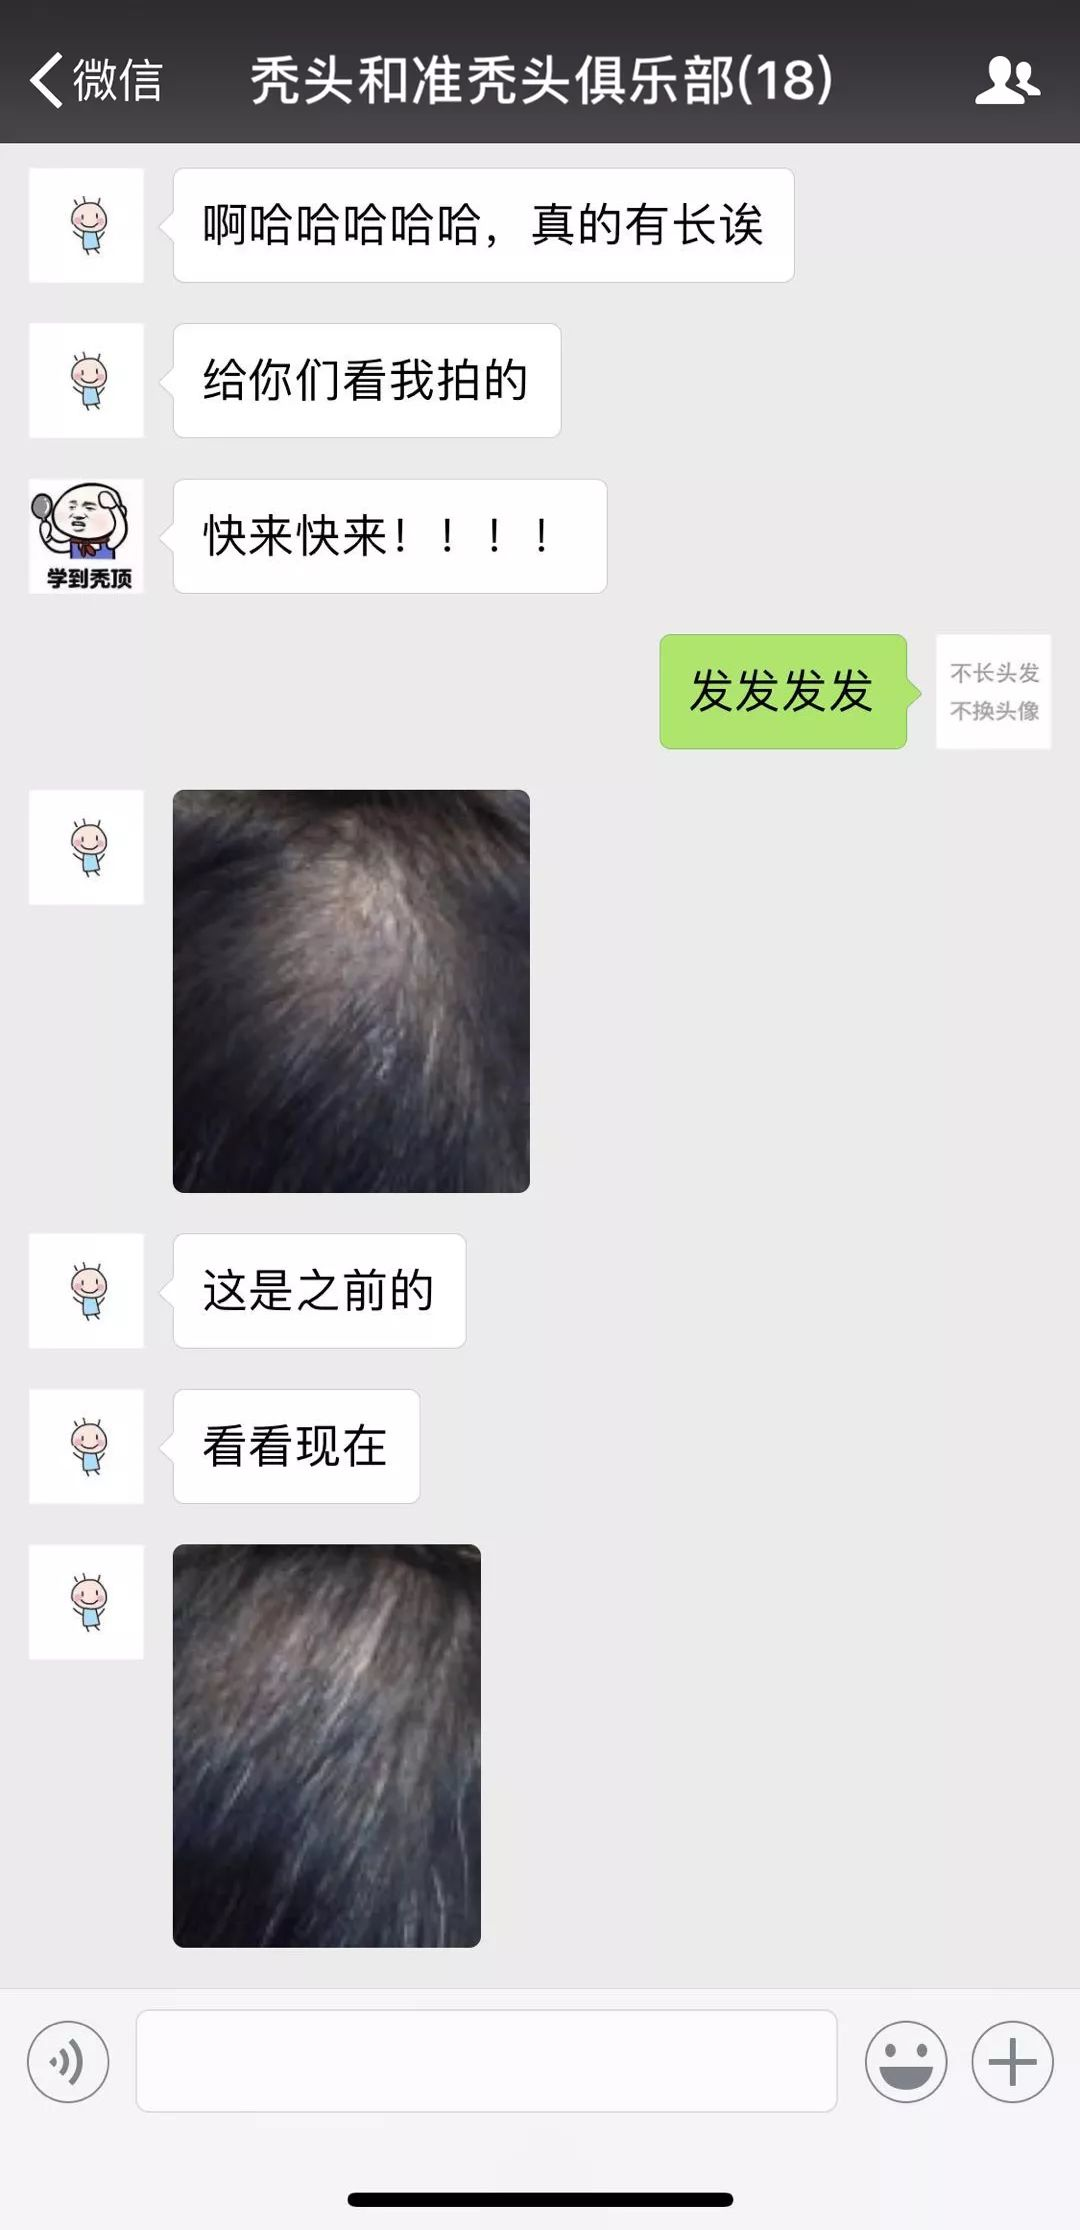 微信
秃头和准秃头俱乐部(18)
啊哈哈哈哈哈，真的有长诶
给你们看我拍的
学到秃顶
快来快来！！！！
发发发发
不长头发
不换头像
这是之前的
看看现在